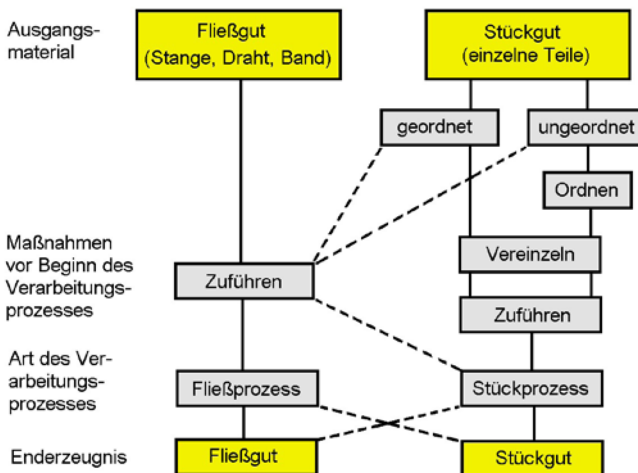 Ausgangs-
material
Fließgut
(Stange, Draht, Band)
Stückgut
(einzelne Teile)
geordnet
ungeordnet
Ordnen
Maßnahmen
vor Beginn des
Verarbeitungs-
prozesses
Zuführen
Vereinzeln
Zuführen
Art des Ver-
arbeitungs-
prozesses
Fließprozess
Stückprozess
Enderzeugnis
Fließgut
Stückgut